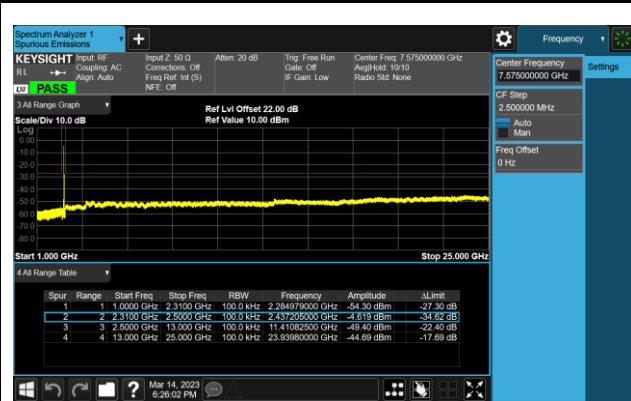 Spectrum Analyzer 1
Spurious Emissions
Frequency
Settings
KEYSIGHT
RL
PASS
Input: RF
Coupling: AC
Align: Auto
Input Z: 50 Ω
Corrections: Off
Freq Ref: Int (S)
NFE: Off
Atten: 20 dB
Trig: Free Run
Gate: Off
IF Gain: Low
Center Freq: 7.575000000 GHz
Avg|Hold: 10/10
Radio Std: None
Center Frequency
7.575000000 GHz
CF Step
2.500000 MHz
Auto
Man
Freq Offset
0 Hz
3 All Range Graph
Scale/Div 10.0 dB
Ref Lvl Offset 22.00 dB
Ref Value 10.00 dBm
Log
0.00
-10.0
-20.0
-30.0
-40.0
-50.0
-60.0
-70.0
-80.0
Start 1.000 GHz
Stop 25.000 GHz
4 All Range Table
Spur Range Start Freq Stop Freq RBW Frequency Amplitude ΔLimit
1 1 1.0000 GHz 2.3100 GHz 100.0 kHz 2.284979000 GHz -54.30 dBm -27.30 dB
2 2 2.3100 GHz 2.5000 GHz 100.0 kHz 2.437205000 GHz -4.619 dBm -34.62 dB
3 3 2.5000 GHz 13.000 GHz 100.0 kHz 11.41082500 GHz -49.40 dBm -22.40 dB
4 4 13.000 GHz 25.000 GHz 100.0 kHz 23.93980000 GHz -44.69 dBm -17.69 dB
Mar 14, 2023
6:26:02 PM